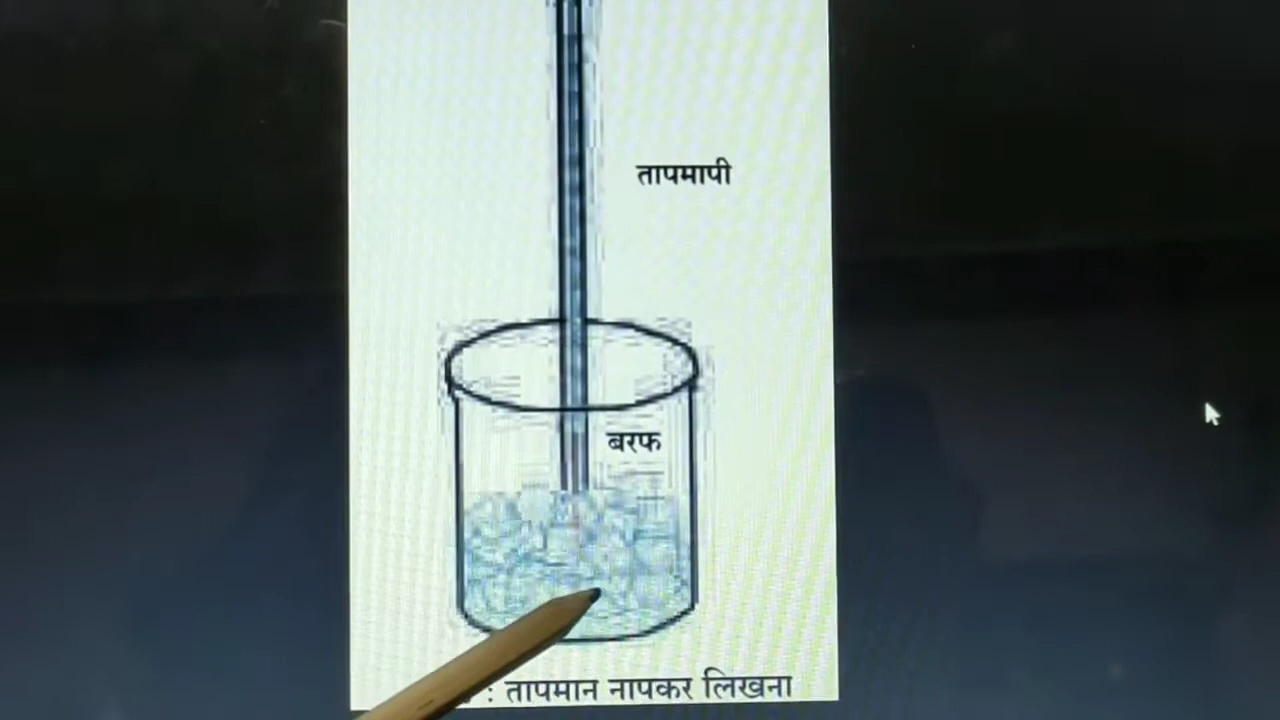 तापमापी
बरफ
: तापमान नापकर लिखना